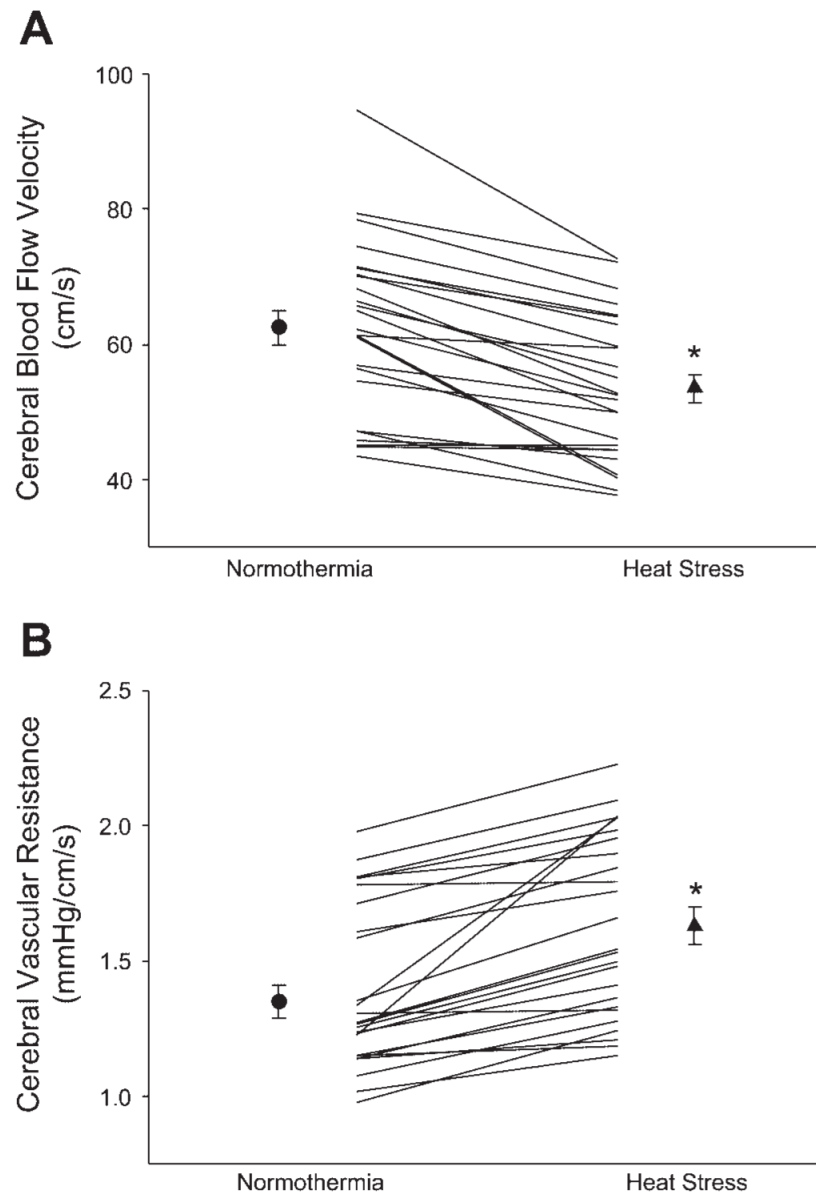 A
Cerebral Blood Flow Velocity
(cm/s)
100
80
60
40
*
Normothermia
Heat Stress
B
Cerebral Vascular Resistance
(mmHg/cm/s)
2.5
2.0
1.5
1.0
*
Normothermia
Heat Stress